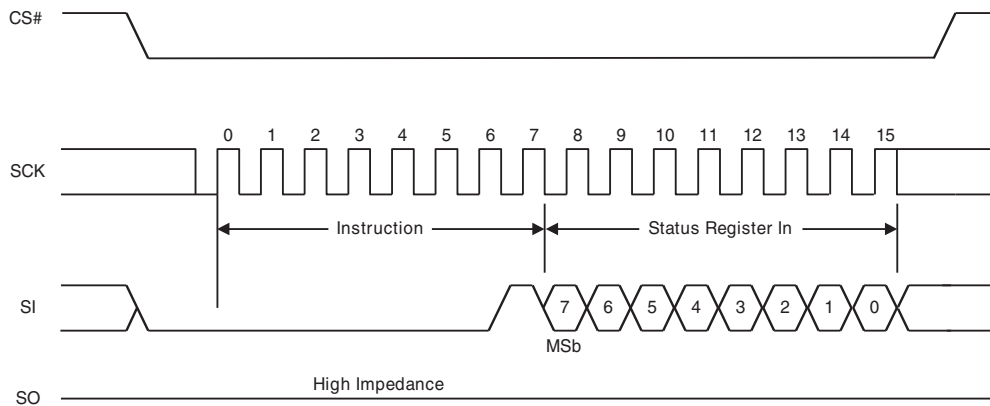 CS#
0 1 2 3 4 5 6 7 8 9 10 11 12 13 14 15
SCK
Instruction Status Register In
SI 7 6 5 4 3 2 1 0
MSb
High Impedance
SO